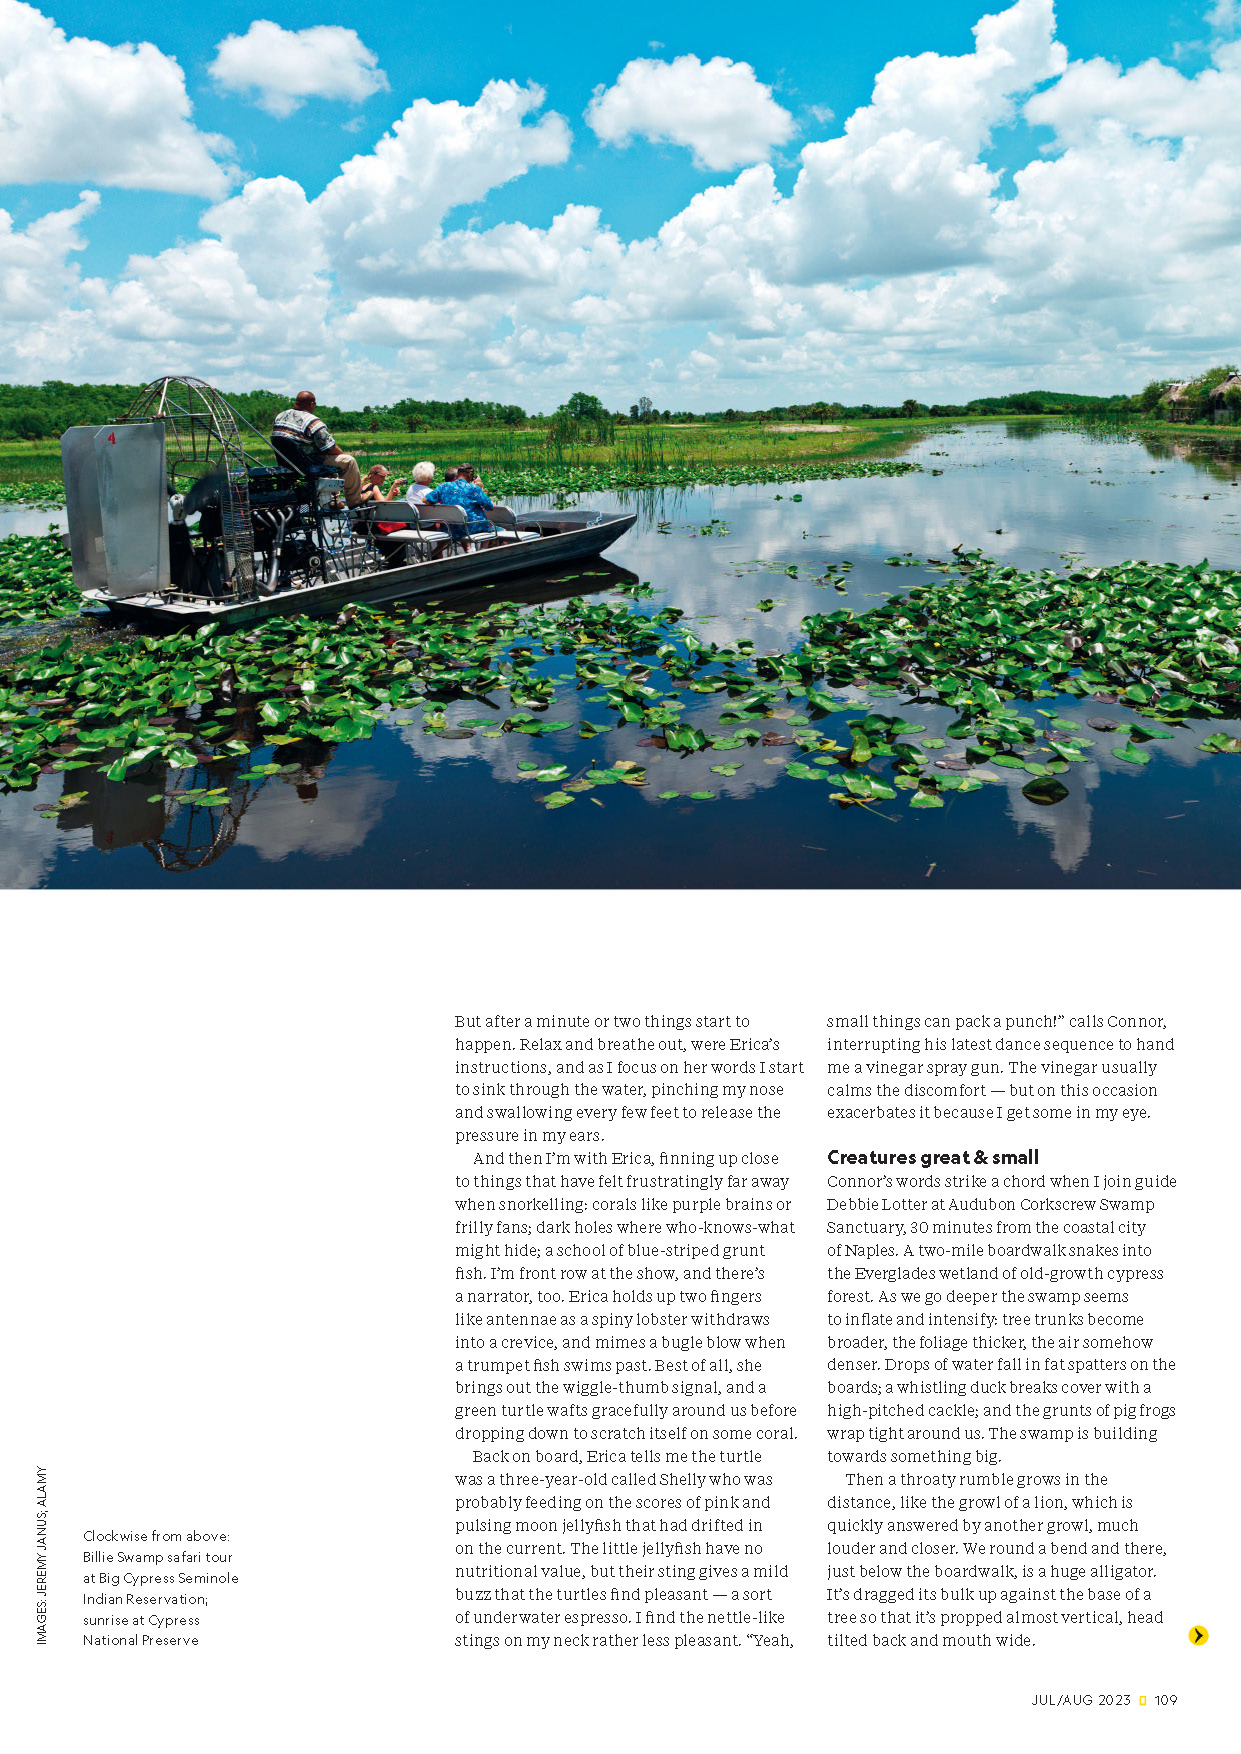 4
But after a minute or two things start to
happen. Relax and breathe out, were Erica's
instructions, and as I focus on her words I start
to sink through the water, pinching my nose
and swallowing every few feet to release the
pressure in my ears.
And then I'm with Erica, finning up close
to things that have felt frustratingly far away
when snorkelling: corals like purple brains or
frilly fans; dark holes where who-knows-what
might hide; a school of blue-striped grunt
fish. I'm front row at the show, and there's
a narrator, too. Erica holds up two fingers
like antennae as a spiny lobster withdraws
into a crevice, and mimes a bugle blow when
a trumpet fish swims past. Best of all, she
brings out the wiggle-thumb signal, and a
green turtle wafts gracefully around us before
dropping down to scratch itself on some coral.
Back on board, Erica tells me the turtle
was a three-year-old called Shelly who was
probably feeding on the scores of pink and
pulsing moon jellyfish that had drifted in
on the current. The little jellyfish have no
nutritional value, but their sting gives a mild
buzz that the turtles find pleasant — a sort
of underwater espresso. I find the nettle-like
stings on my neck rather less pleasant. “Yeah,
small things can pack a punch!” calls Connor,
interrupting his latest dance sequence to hand
me a vinegar spray gun. The vinegar usually
calms the discomfort — but on this occasion
exacerbates it because I get some in my eye.
Creatures great & small
Connor's words strike a chord when I join guide
Debbie Lotter at Audubon Corkscrew Swamp
Sanctuary, 30 minutes from the coastal city
of Naples. A two-mile boardwalk snakes into
the Everglades wetland of old-growth cypress
forest. As we go deeper the swamp seems
to inflate and intensify: tree trunks become
broader, the foliage thicker, the air somehow
denser. Drops of water fall in fat spatters on the
boards; a whistling duck breaks cover with a
high-pitched cackle; and the grunts of pig frogs
wrap tight around us. The swamp is building
towards something big.
Then a throaty rumble grows in the
distance, like the growl of a lion, which is
quickly answered by another growl, much
louder and closer. We round a bend and there,
just below the boardwalk, is a huge alligator.
It's dragged its bulk up against the base of a
tree so that it's propped almost vertical, head
tilted back and mouth wide.
IMAGES: JEREMY JANUS; ALAMY
Clockwise from above:
Billie Swamp safari tour
at Big Cypress Seminole
Indian Reservation;
sunrise at Cypress
National Preserve
JUL/AUG 2023 109